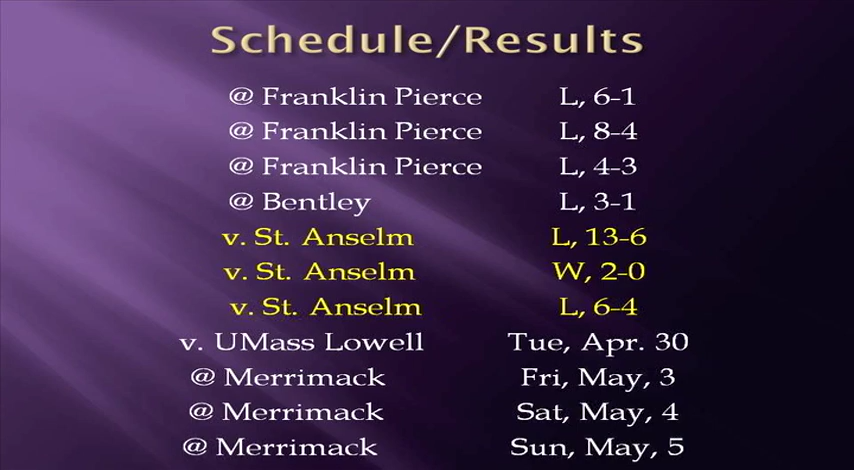 Schedule/Results
@ Franklin Pierce L, 6-1
@ Franklin Pierce L, 8-4
@ Franklin Pierce L, 4-3
@ Bentley L, 3-1
v. St. Anselm L, 13-6
v. St. Anselm W, 2-0
v. St. Anselm L, 6-4
v. UMass Lowell Tue, Apr. 30
@ Merrimack Fri, May, 3
@ Merrimack Sat, May, 4
@ Merrimack Sun, May, 5